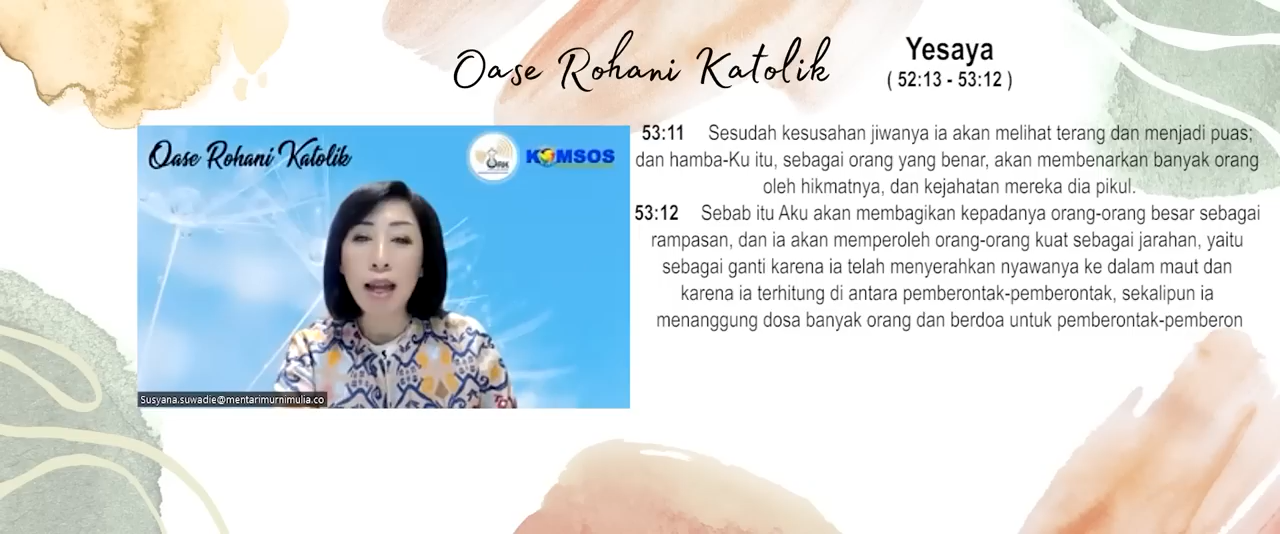 Oase Rohani Katolik
Yesaya
( 52:13 - 53:12 )
Oase Rohani Katolik
ORK
KOMSOS
Susyana.suwadie@mentarimurnimulia.co
53:11 Sesudah kesusahan jiwanya ia akan melihat terang dan menjadi puas;
dan hamba-Ku itu, sebagai orang yang benar, akan membenarkan banyak orang
oleh hikmatnya, dan kejahatan mereka dia pikul.
53:12 Sebab itu Aku akan membagikan kepadanya orang-orang besar sebagai
rampasan, dan ia akan memperoleh orang-orang kuat sebagai jarahan, yaitu
sebagai ganti karena ia telah menyerahkan nyawanya ke dalam maut dan
karena ia terhitung di antara pemberontak-pemberontak, sekalipun ia
menanggung dosa banyak orang dan berdoa untuk pemberontak-pemberon